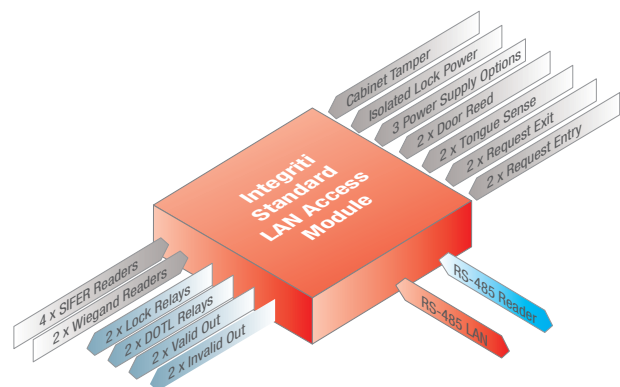 Cabinet Tamper
Isolated Lock Power
3 Power Supply Options
2 x Door Reed
2 x Tongue Sense
2 x Request Exit
2 x Request Entry
Integriti
Standard
LAN Access
Module
4 x SIFER Readers
2 x Wiegand Readers
2 x Lock Relays
2 x DOTL Relays
2 x Valid Out
2 x Invalid Out
RS-485 Reader
RS-485 LAN